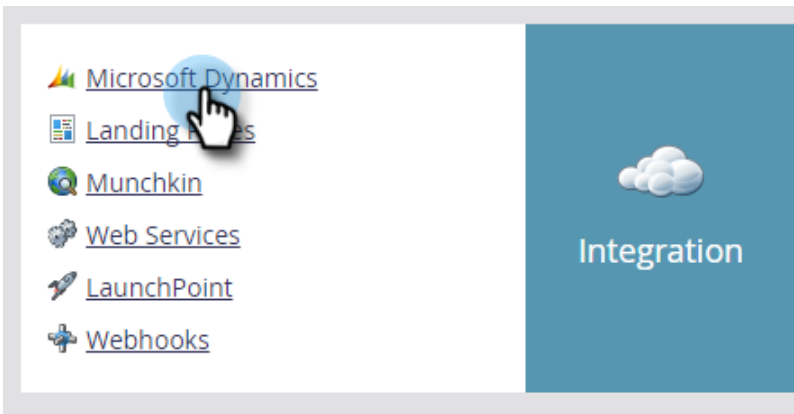 Microsoft Dynamics
Landing
Munchkin
Web Services
LaunchPoint
Webhooks
Integration